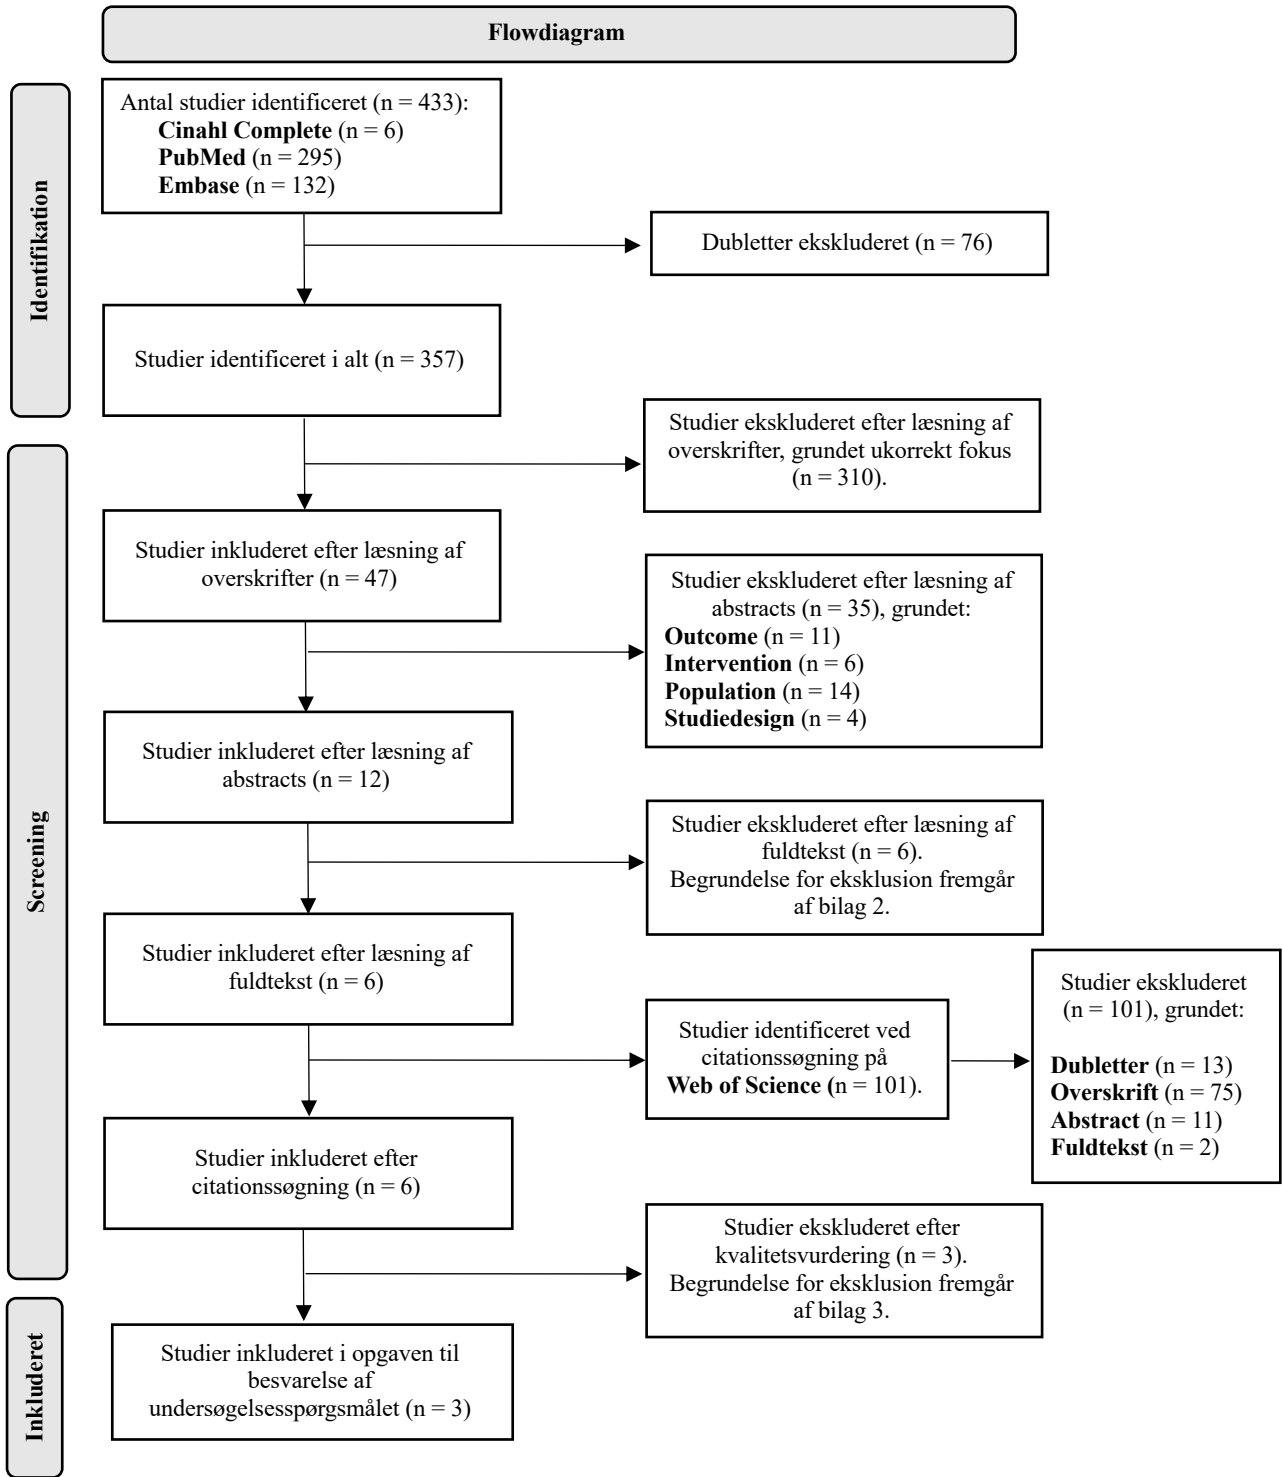 Flowdiagram
Identifikation
Antal studier identificeret (n = 433):
Cinahl Complete (n = 6)
PubMed (n = 295)
Embase (n = 132)
Dubletter ekskluderet (n = 76)
Studier identificeret i alt (n = 357)
Screening
Studier ekskluderet efter læsning af
overskrifter, grundet ukorrekt fokus
(n = 310).
Studier inkluderet efter læsning af
overskrifter (n = 47)
Studier ekskluderet efter læsning af
abstracts (n = 35), grundet:
Outcome (n = 11)
Intervention (n = 6)
Population (n = 14)
Studiedesign (n = 4)
Studier inkluderet efter læsning af
abstracts (n = 12)
Studier ekskluderet efter læsning af
fuldtekst (n = 6).
Begrundelse for eksklusion fremgår
af bilag 2.
Studier inkluderet efter læsning af
fuldtekst (n = 6)
Studier identificeret ved
citationssøgning på
Web of Science (n = 101).
Studier ekskluderet
(n = 101), grundet:
Dubletter (n = 13)
Overskrift (n = 75)
Abstract (n = 11)
Fuldtekst (n = 2)
Studier inkluderet efter
citationssøgning (n = 6)
Studier ekskluderet efter
kvalitetsvurdering (n = 3).
Begrundelse for eksklusion fremgår
af bilag 3.
Inkluderet
Studier inkluderet i opgaven til
besvarelse af
undersøgelsesspørgsmålet (n = 3)